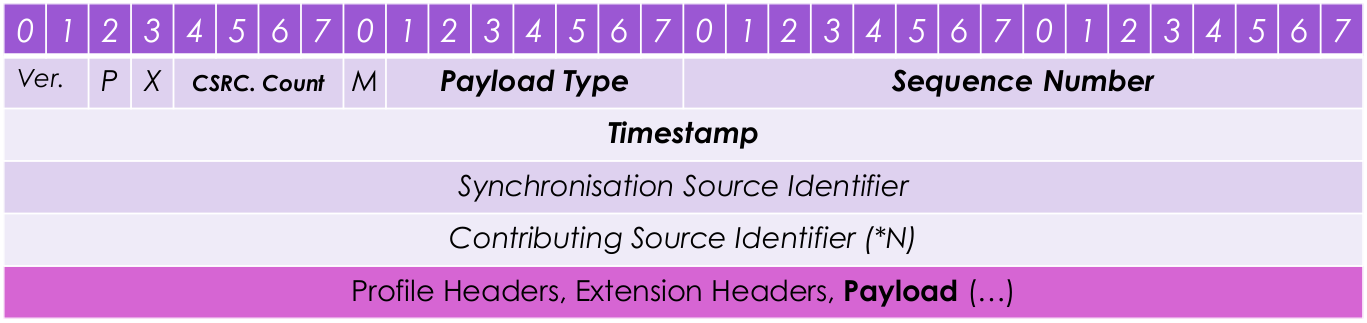 0 1 2 3 4 5 6 7 0 1 2 3 4 5 6 7 0 1 2 3 4 5 6 7 0 1 2 3 4 5 6 7
Ver. P X CSRC. Count M Payload Type Sequence Number
Timestamp
Synchronisation Source Identifier
Contributing Source Identifier (*N)
Profile Headers, Extension Headers, Payload (…)